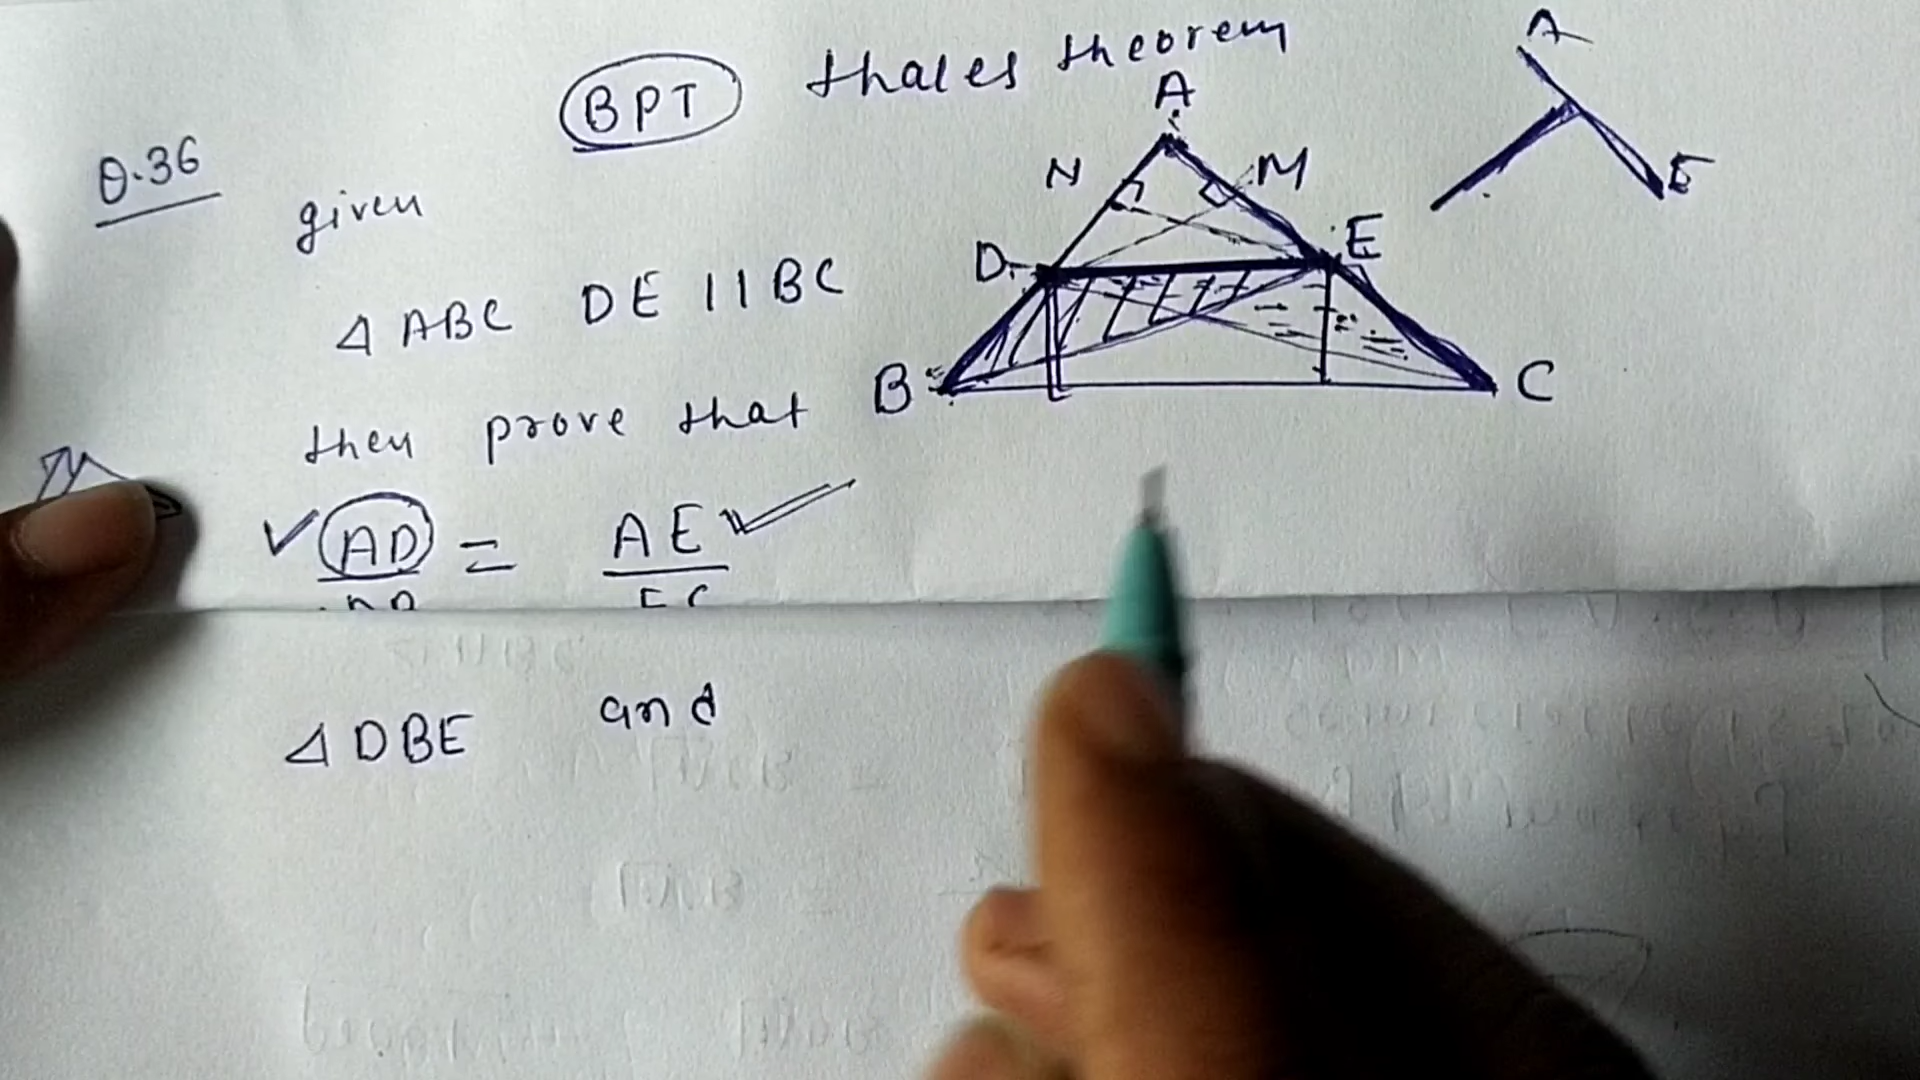 BPT thales theorem
Q.36
given
△ ABC DE || BC
then prove that
AD = AE
△ DBE and
A
N M
D E
B C
A
E